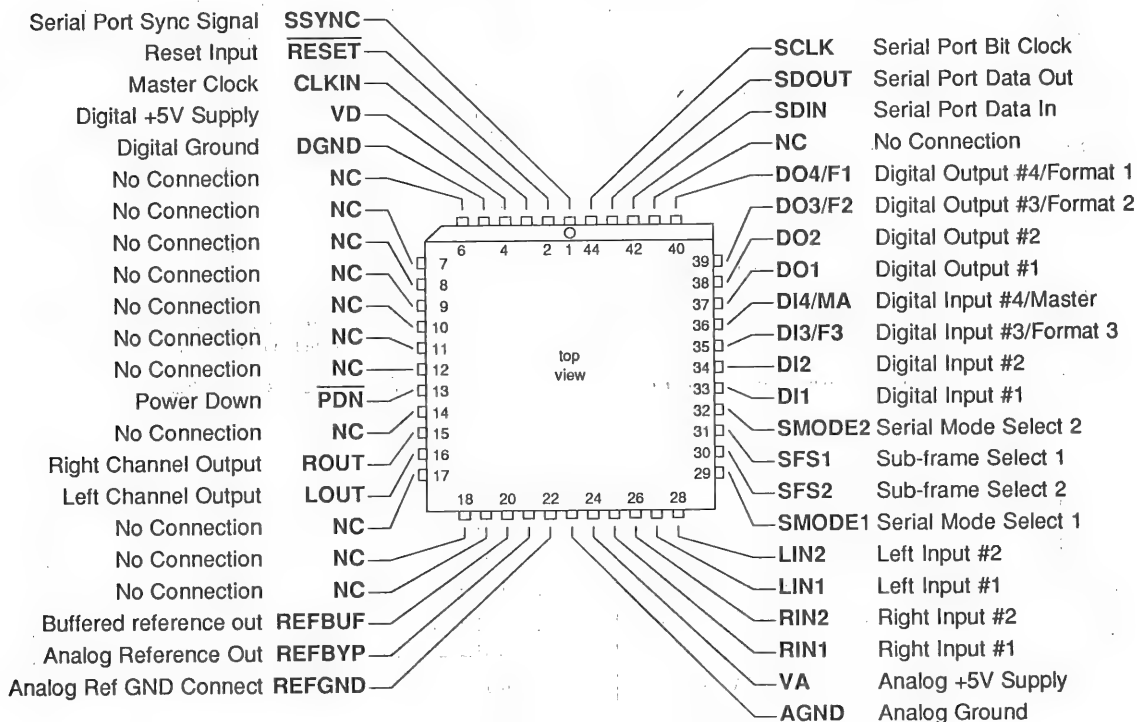 Serial Port Sync Signal SSYNC
Reset Input RESET
Master Clock CLKIN
Digital +5V Supply VD
Digital Ground DGND
No Connection NC
No Connection NC
No Connection NC
No Connection NC
No Connection NC
No Connection NC
No Connection NC
Power Down PDN
No Connection NC
Right Channel Output ROUT
Left Channel Output LOUT
No Connection NC
No Connection NC
No Connection NC
Buffered reference out REFBUF
Analog Reference Out REFBYP
Analog Ref GND Connect REFGND
6 4 2 1 44 42 40
7
8
9
10
11
12
13
14
15
16
17
top
view
39
38
37
36
35
34
33
32
31
30
29
18 20 22 24 26 28
SCLK Serial Port Bit Clock
SDOUT Serial Port Data Out
SDIN Serial Port Data In
NC No Connection
DO4/F1 Digital Output #4/Format 1
DO3/F2 Digital Output #3/Format 2
DO2 Digital Output #2
DO1 Digital Output #1
DI4/MA Digital Input #4/Master
DI3/F3 Digital Input #3/Format 3
DI2 Digital Input #2
DI1 Digital Input #1
SMODE2 Serial Mode Select 2
SFS1 Sub-frame Select 1
SFS2 Sub-frame Select 2
SMODE1 Serial Mode Select 1
LIN2 Left Input #2
LIN1 Left Input #1
RIN2 Right Input #2
RIN1 Right Input #1
VA Analog +5V Supply
AGND Analog Ground